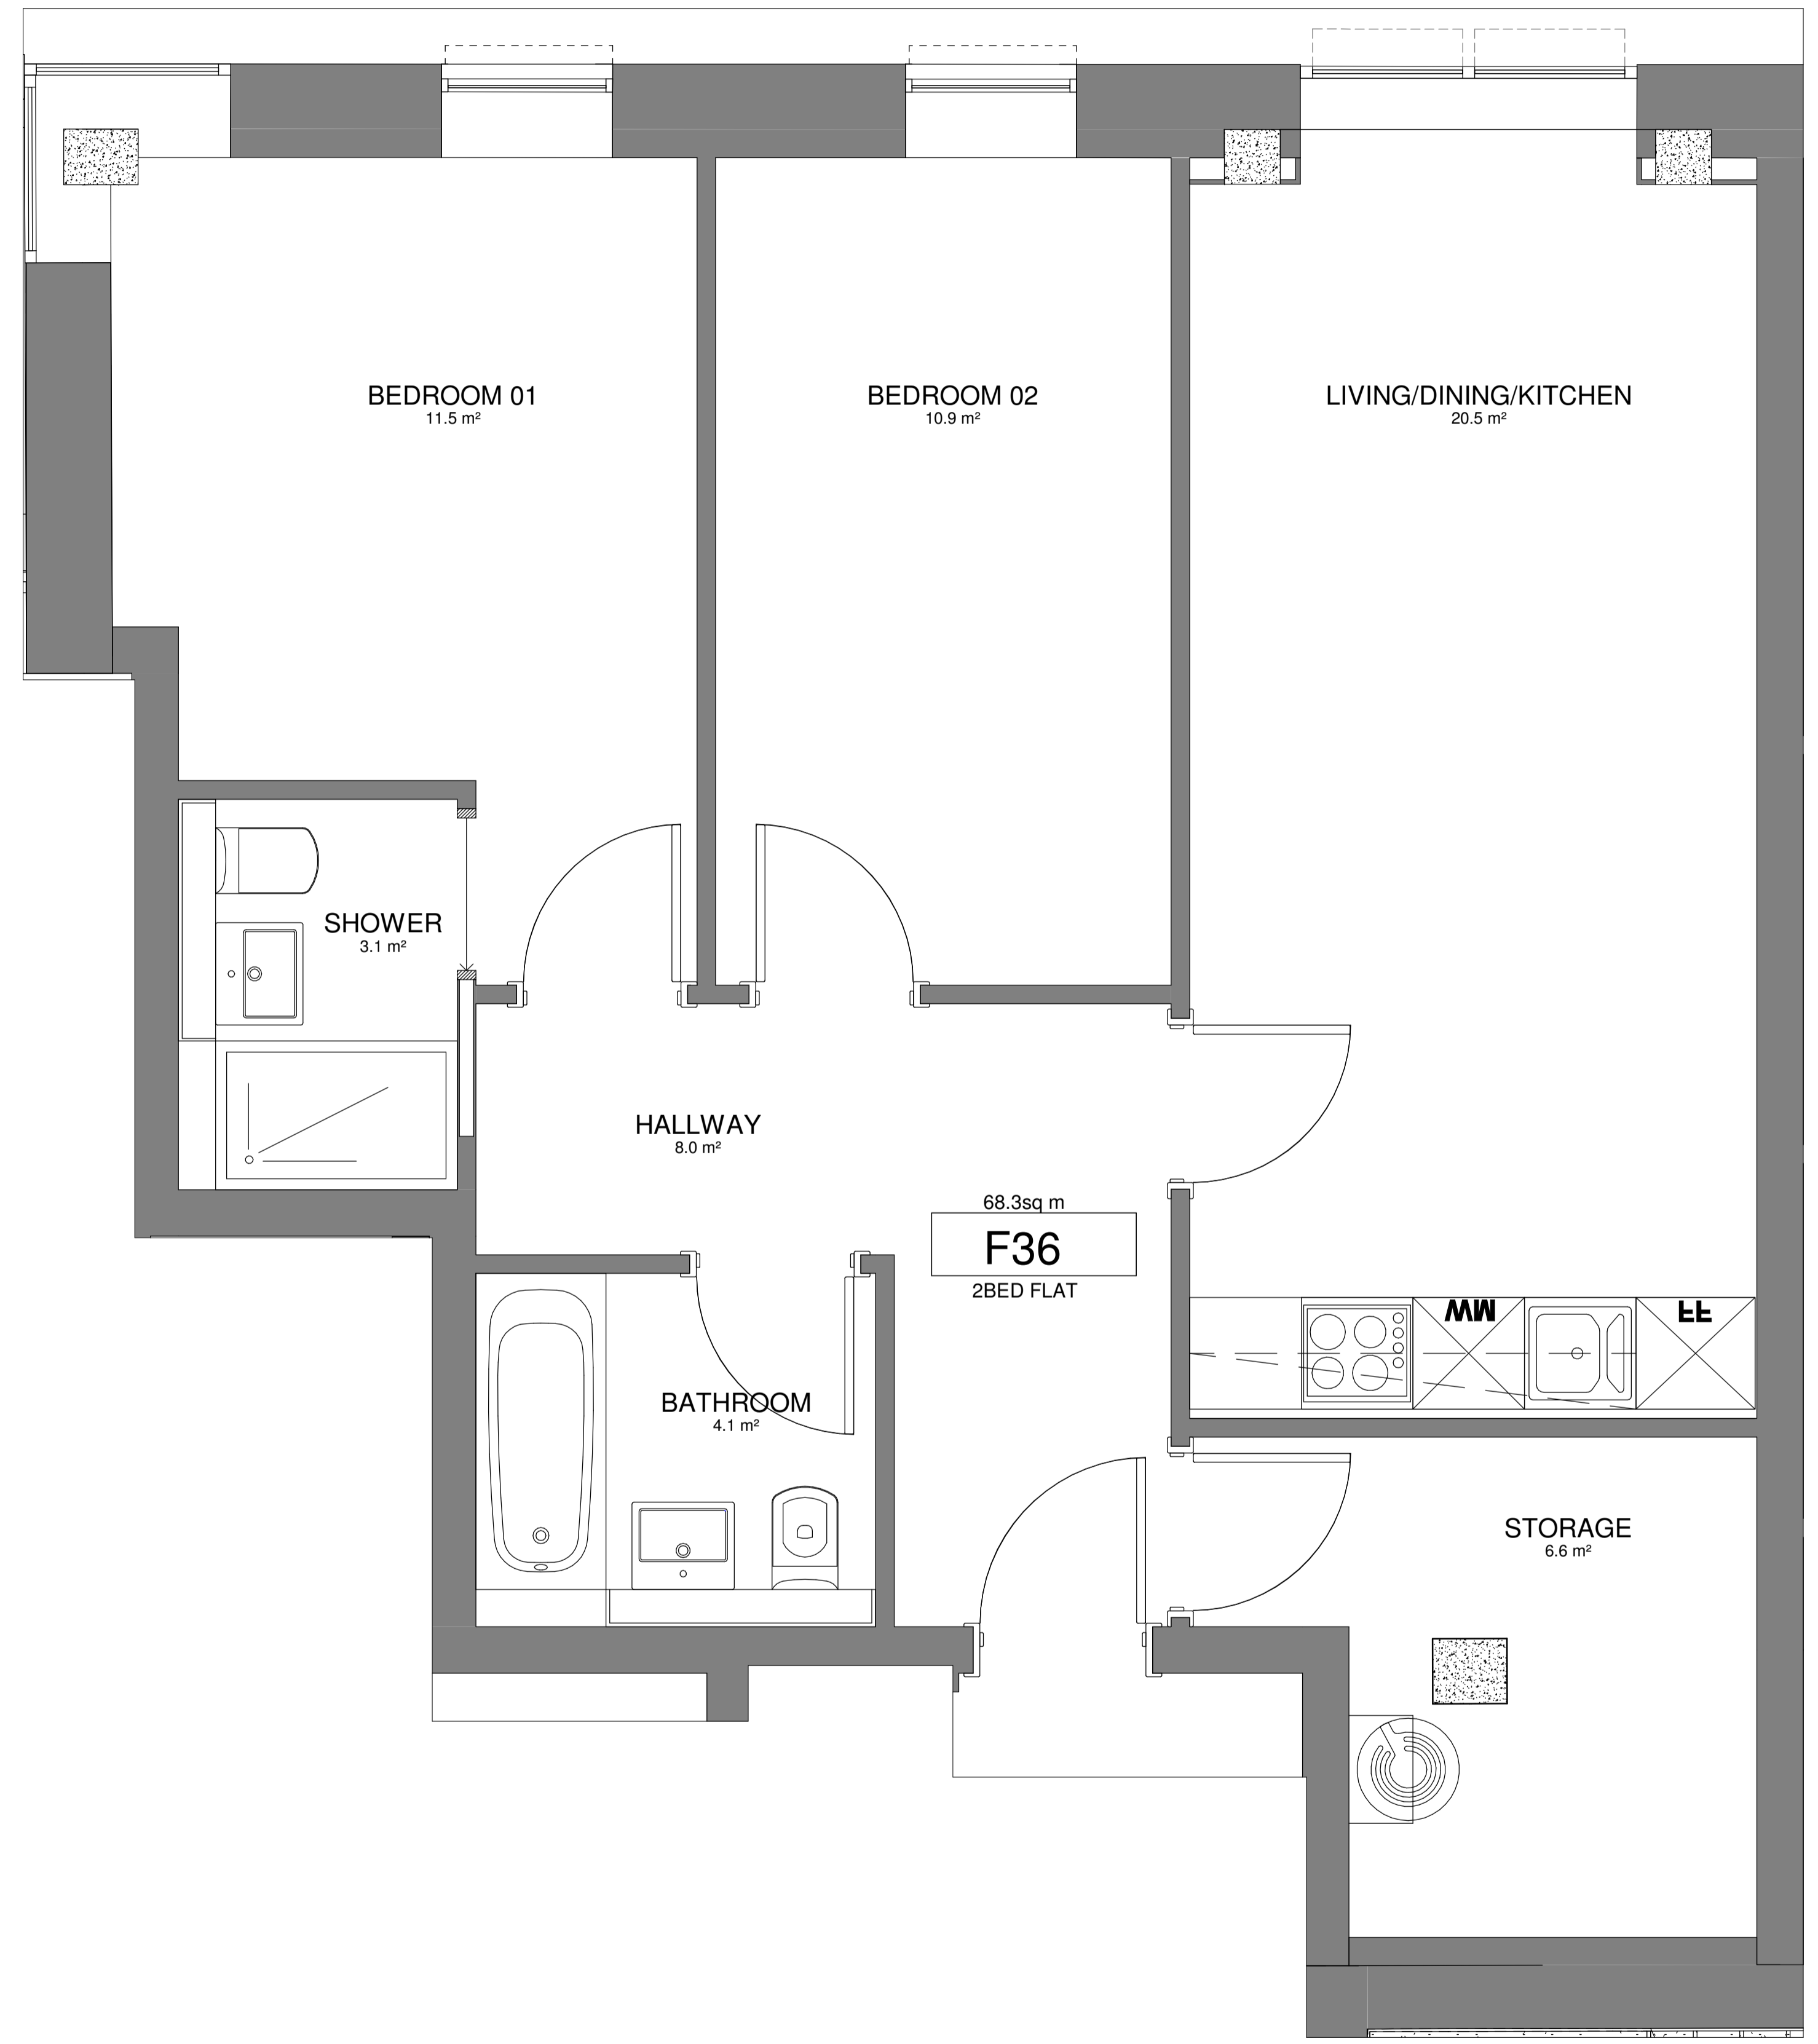 BEDROOM 01
11.5 m²
BEDROOM 02
10.9 m²
LIVING/DINING/KITCHEN
20.5 m²
SHOWER
3.1 m²
HALLWAY
8.0 m²
68.3sq m
F36
2BED FLAT
MW
FF
BATHROOM
4.1 m²
STORAGE
6.6 m²